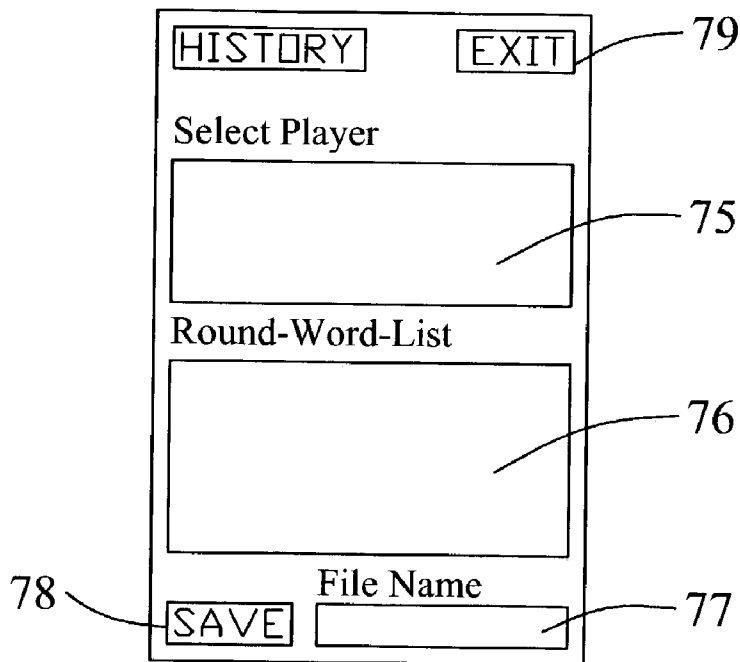 HISTORY EXIT 79
Select Player
75
Round-Word-List
76
File Name
78 SAVE 77